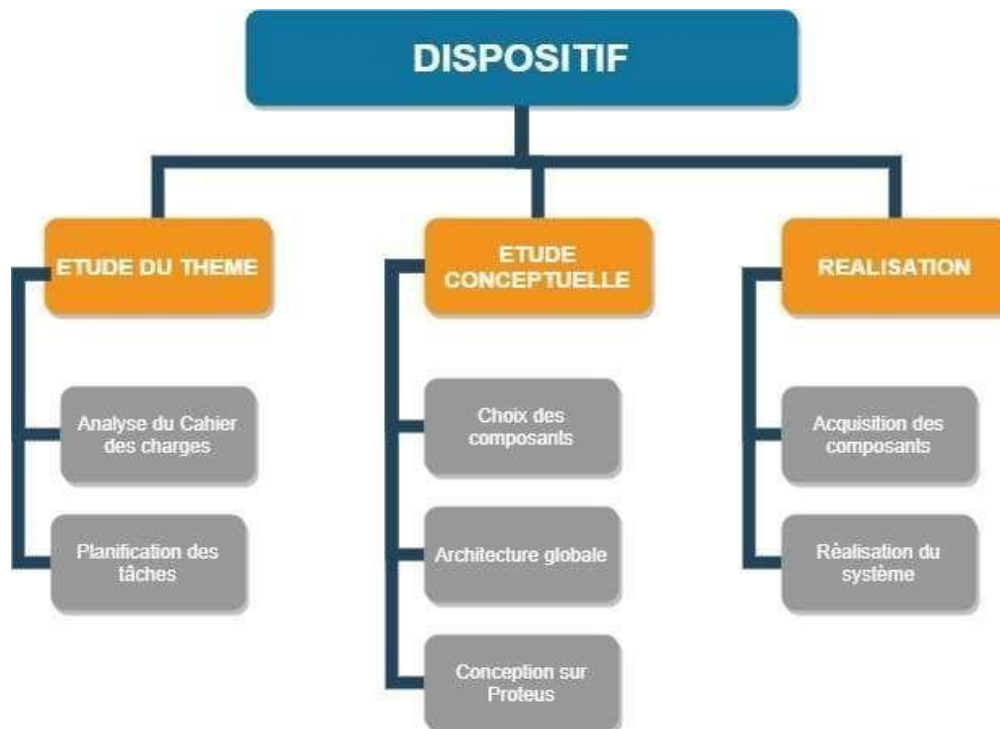 DISPOSITIF
ETUDE DU THEME
Analyse du Cahier
des charges
Planification des
tâches
ETUDE
CONCEPTUELLE
Choix des
composants
Architecture globale
Conception sur
Proteus
REALISATION
Acquisition des
composants
Réalisation du
système